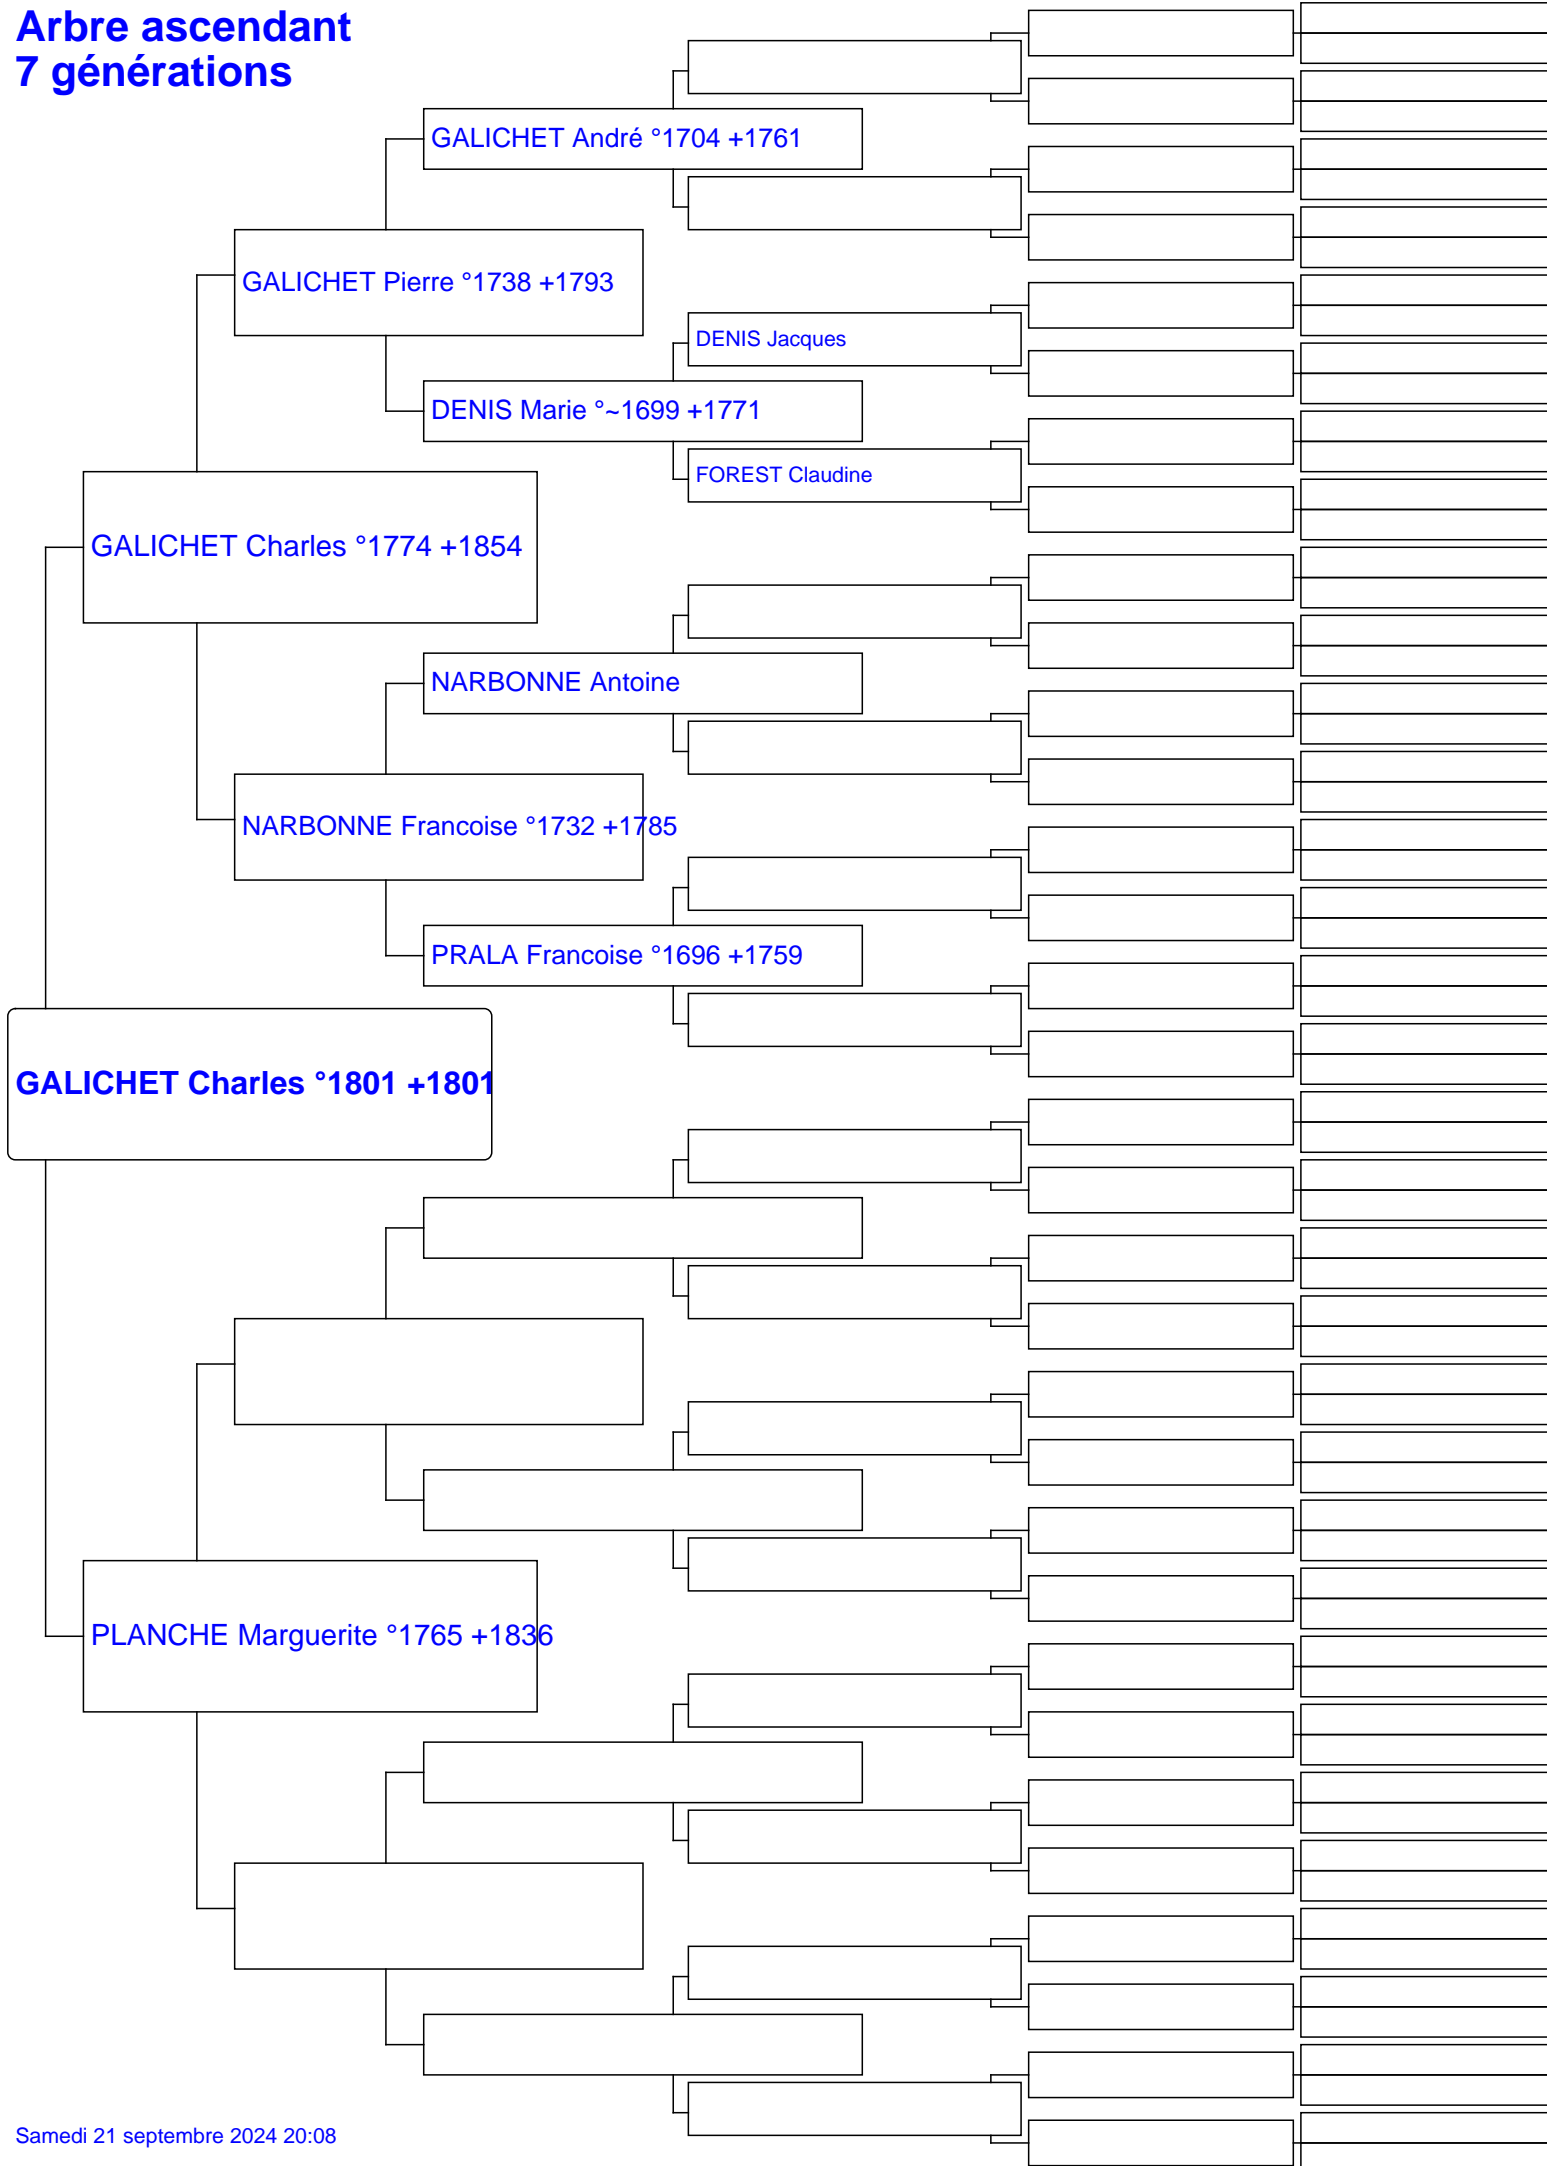 Arbre ascendant
7 générations
GALICHET André °1704 +1761
GALICHET Pierre °1738 +1793
DENIS Jacques
DENIS Marie °~1699 +1771
FOREST Claudine
GALICHET Charles °1774 +1854
NARBONNE Antoine
NARBONNE Francoise °1732 +1785
PRALA Francoise °1696 +1759
GALICHET Charles °1801 +1801
PLANCHE Marguerite °1765 +1836
Samedi 21 septembre 2024 20:08